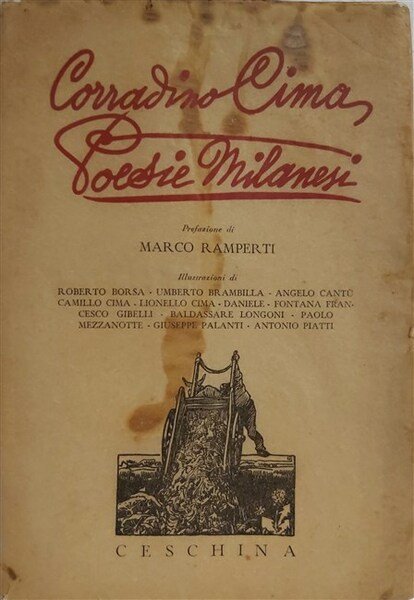 Corradino Cima
Poesie Milanesi
Prefazione di
MARCO RAMPERTI
Illustrazioni di
ROBERTO BORSA · UMBERTO BRAMBILLA · ANGELO CANTÙ
CAMILLO CIMA · LIONELLO CIMA · DANIELE · FONTANA FRAN-
CESCO GIBELLI · BALDASSARE LONGONI · PAOLO
MEZZANOTTE · GIUSEPPE PALANTI · ANTONIO PIATTI
CESCHINA